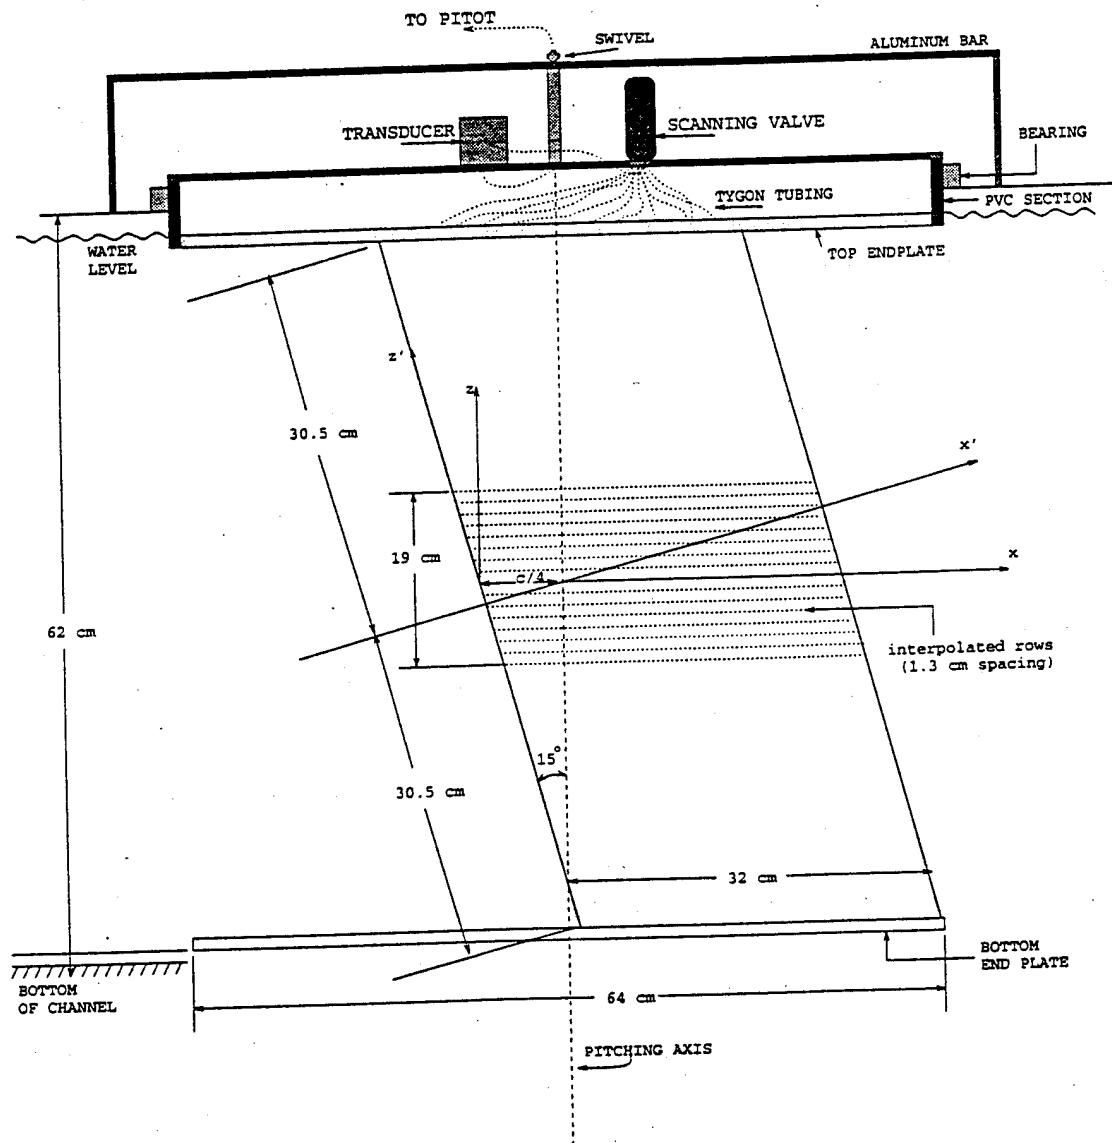 TO PITOT
SWIVEL
ALUMINUM BAR
TRANSDUCER
SCANNING VALVE
BEARING
TYGON TUBING
PVC SECTION
WATER
LEVEL
TOP ENDPLATE
z'
z
30.5 cm
x'
19 cm
x
c/4
62 cm
interpolated rows
(1.3 cm spacing)
15°
30.5 cm
32 cm
BOTTOM
END PLATE
BOTTOM
OF CHANNEL
64 cm
PITCHING AXIS